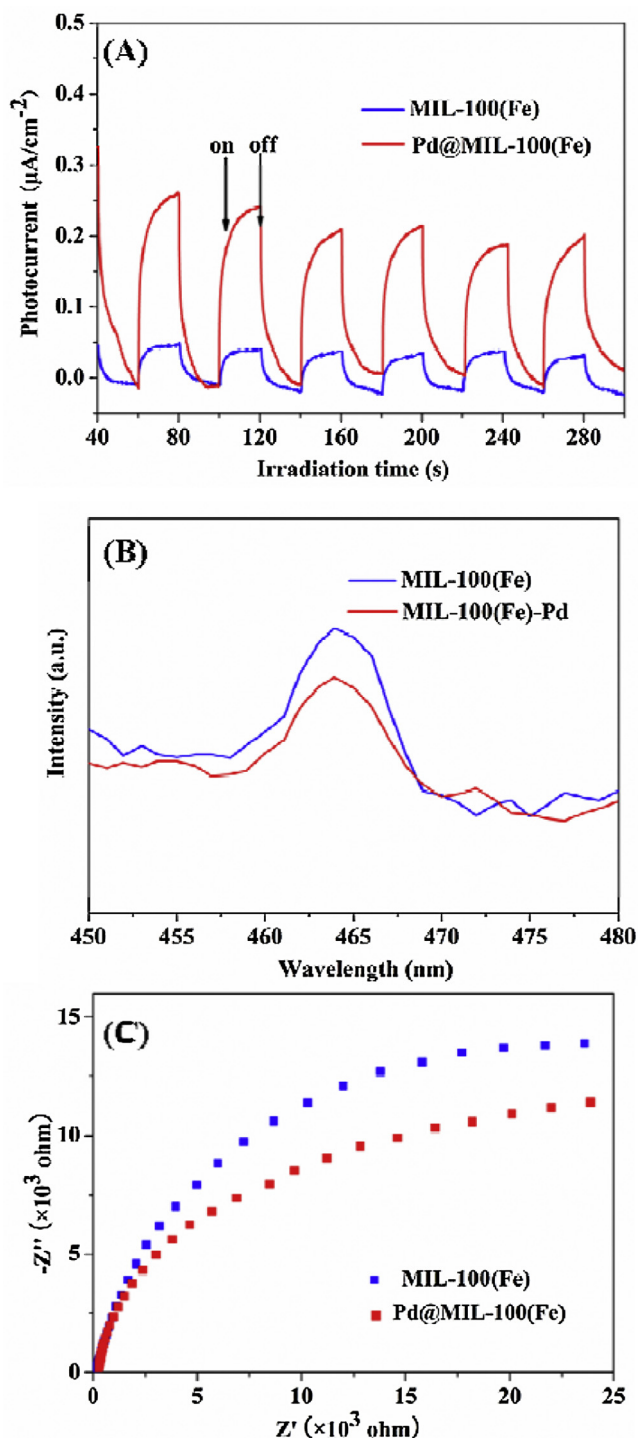 (A)
0.5
0.4
0.3
0.2
0.1
0.0
Photocurrent (μA/cm⁻²)
MIL-100(Fe)
Pd@MIL-100(Fe)
on off
40 80 120 160 200 240 280
Irradiation time (s)
(B)
MIL-100(Fe)
MIL-100(Fe)-Pd
Intensity (a.u.)
450 455 460 465 470 475 480
Wavelength (nm)
(C)
15
10
5
0
-Z'' (×10³ ohm)
MIL-100(Fe)
Pd@MIL-100(Fe)
0 5 10 15 20 25
Z' (×10³ ohm)